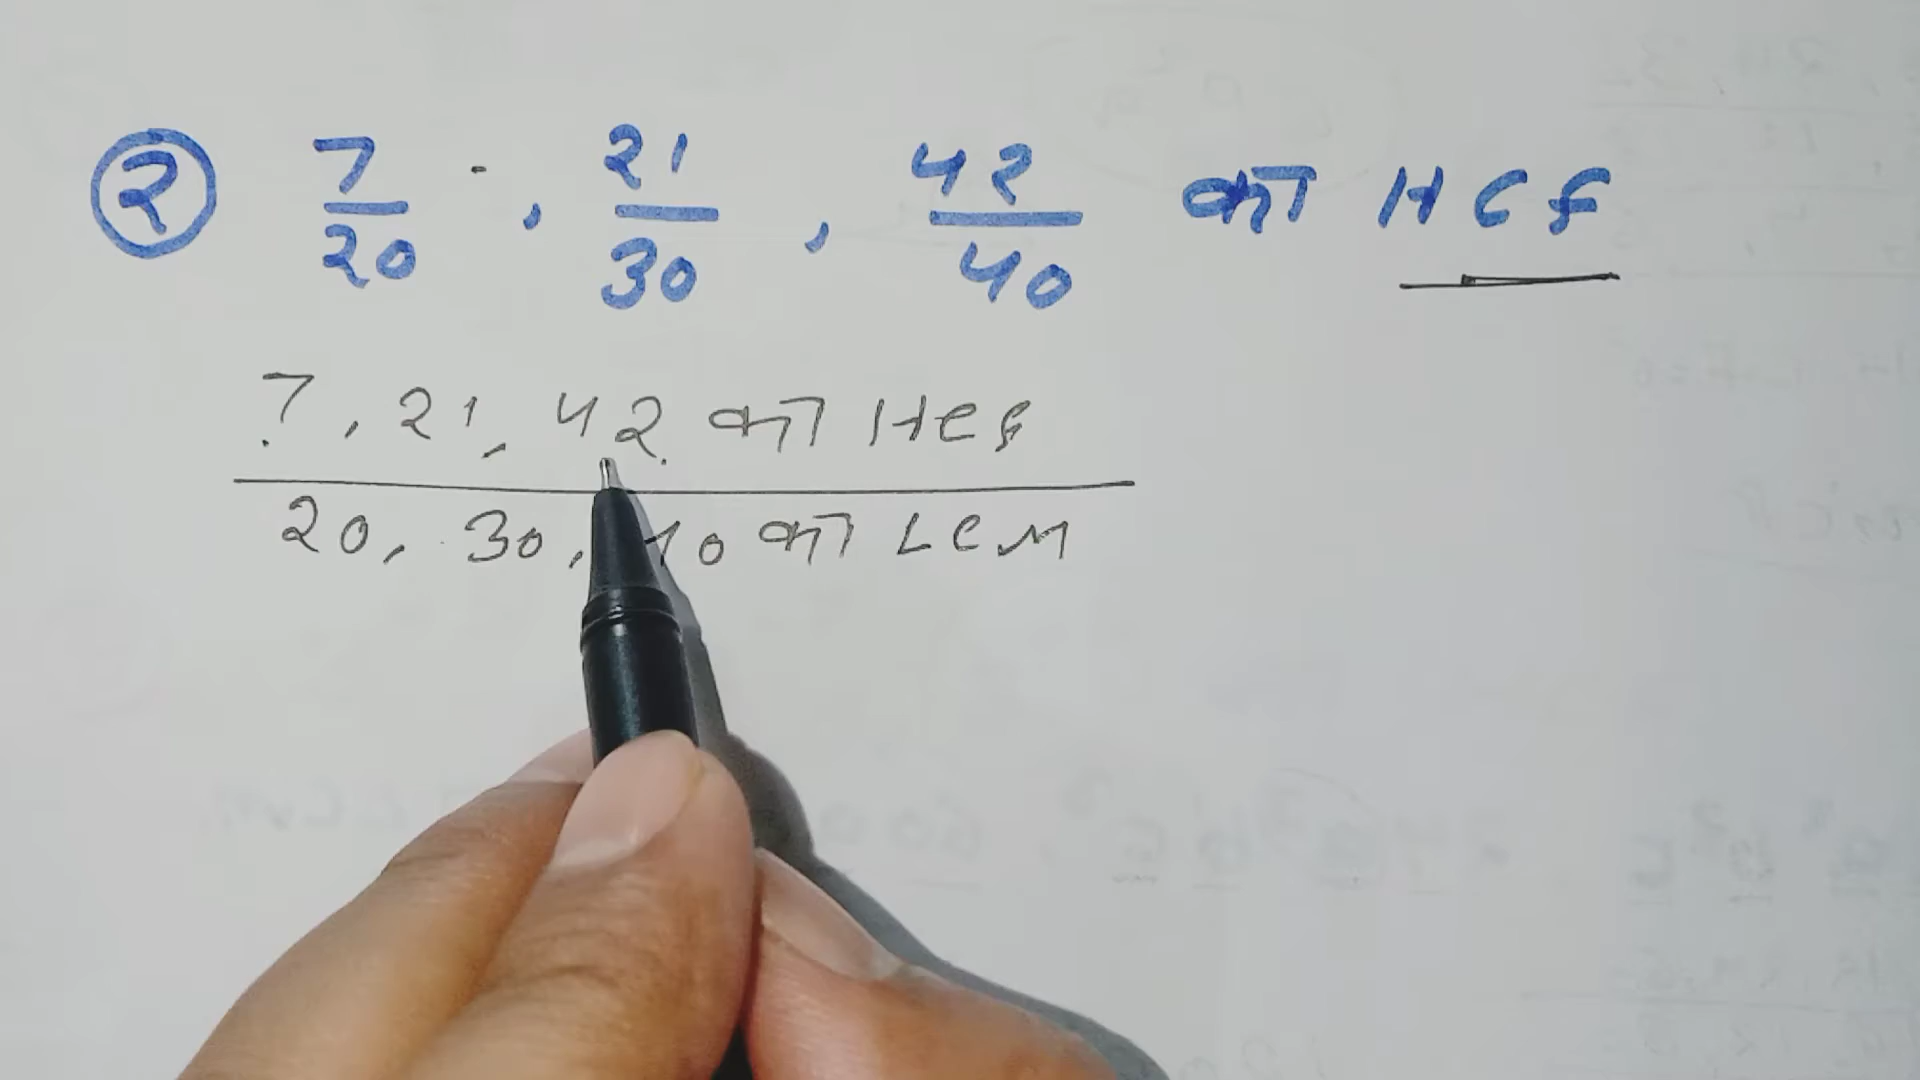 2 7/20 , 21/30 , 42/40 का HCF
7, 21, 42 का HCF
20, 30, 40 का LCM